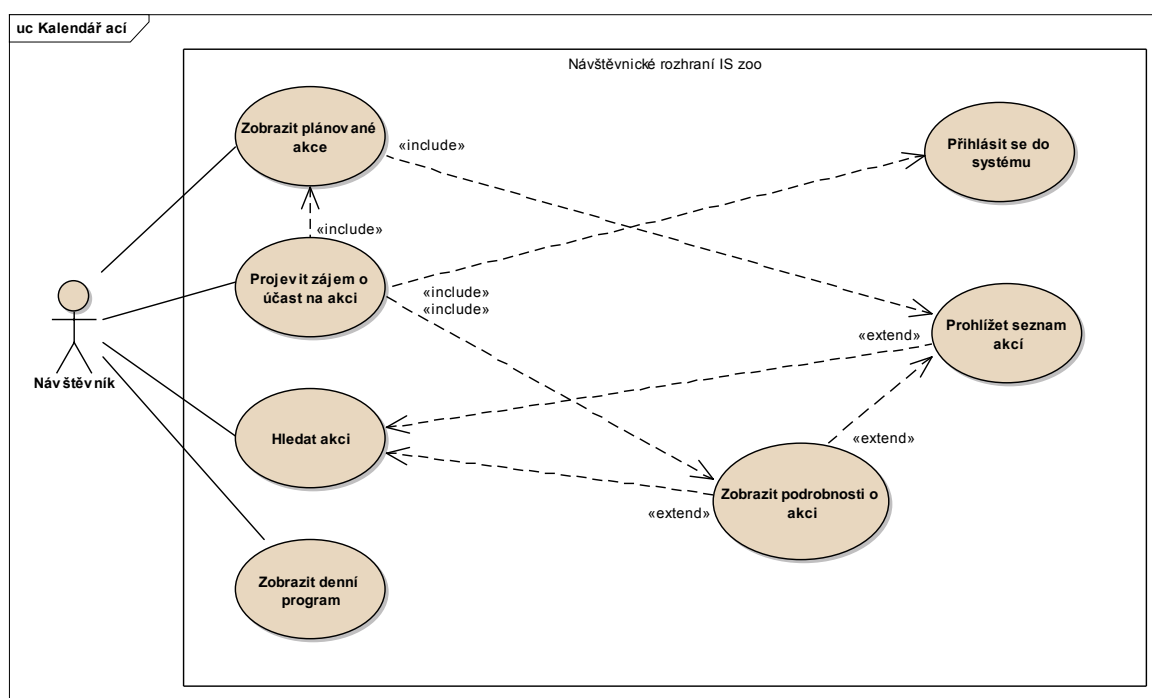 uc Kalendář ací
Návštěvnické rozhraní IS zoo
Zobrazit plánované
akce
«include»
Přihlásit se do
systému
«include»
Projevit zájem o
účast na akci
«include»
«include»
Prohlížet seznam
akcí
«extend»
Návštěvník
Hledat akci
«extend»
Zobrazit podrobnosti o
akci
«extend»
Zobrazit denní
program